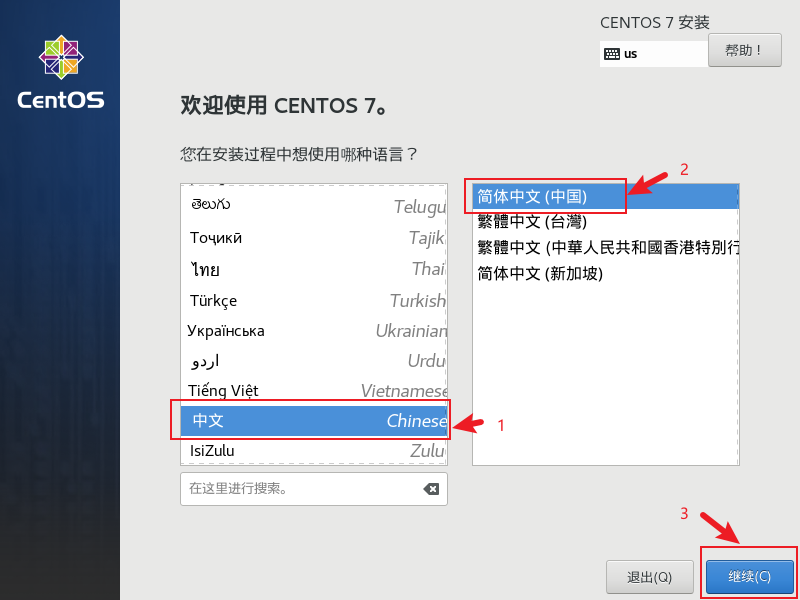 CENTOS 7 安装
us
帮助！
CentOS
欢迎使用 CENTOS 7。
您在安装过程中想使用哪种语言？
2
తెలుగు Telugu
Тоҷикӣ Tajik
ไทย Thai
Türkçe Turkish
Українська Ukrainian
اردو Urdu
Tiếng Việt Vietnamese
中文 Chinese
IsiZulu Zulu
1
简体中文 (中国)
繁體中文 (台灣)
繁體中文 (中華人民共和國香港特別行
简体中文 (新加坡)
在这里进行搜索。
3
退出(Q)
继续(C)